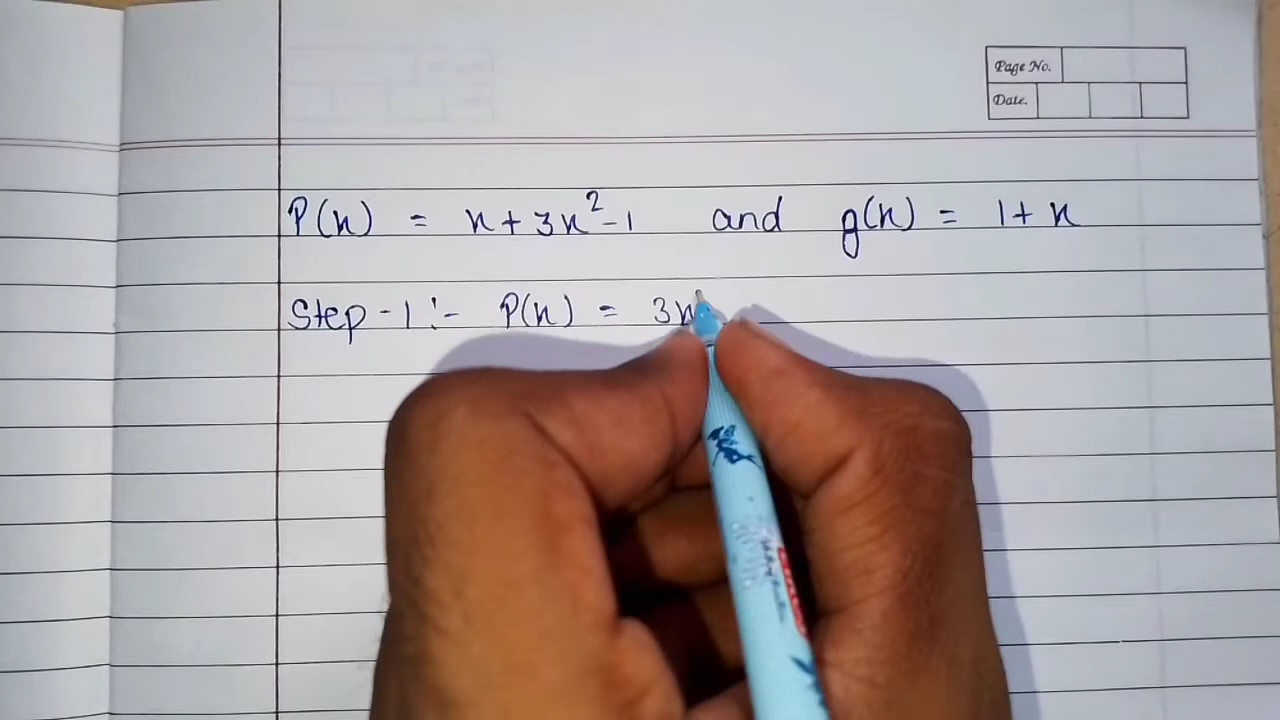 Page No.
Date.
P(x) = x + 3x² - 1 and g(x) = 1 + x
Step - 1 :- P(x) = 3x